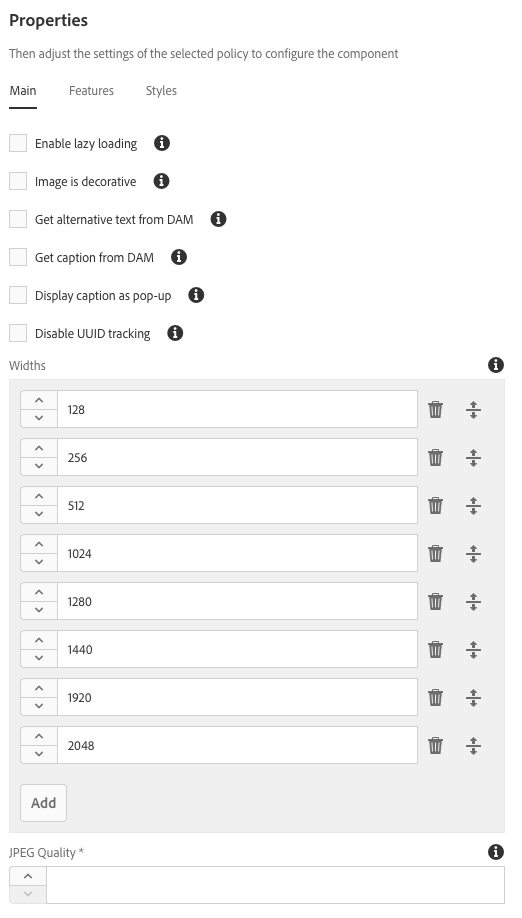 Properties
Then adjust the settings of the selected policy to configure the component
Main Features Styles
Enable lazy loading
Image is decorative
Get alternative text from DAM
Get caption from DAM
Display caption as pop-up
Disable UUID tracking
Widths
128
256
512
1024
1280
1440
1920
2048
Add
JPEG Quality *